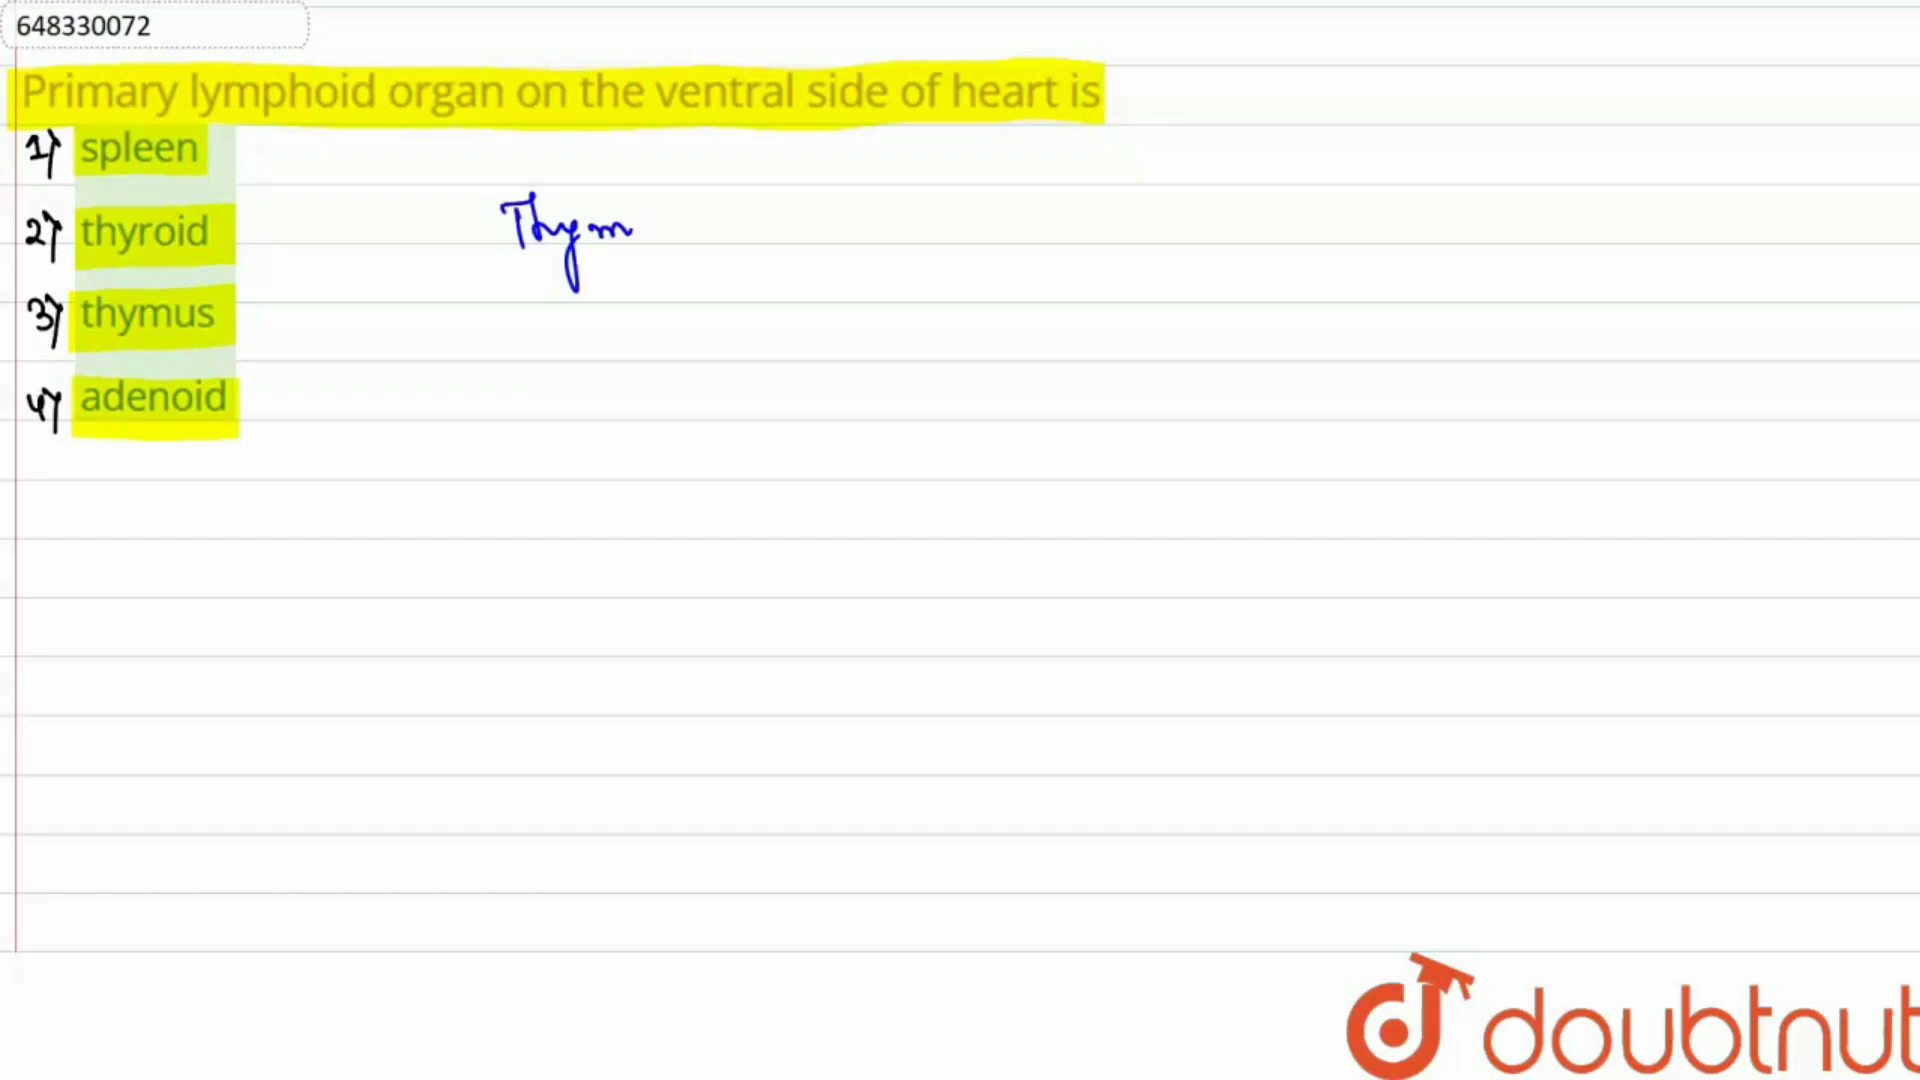 648330072
Primary lymphoid organ on the ventral side of heart is
1) spleen
2) thyroid
Thym
3) thymus
4) adenoid
doubtnut